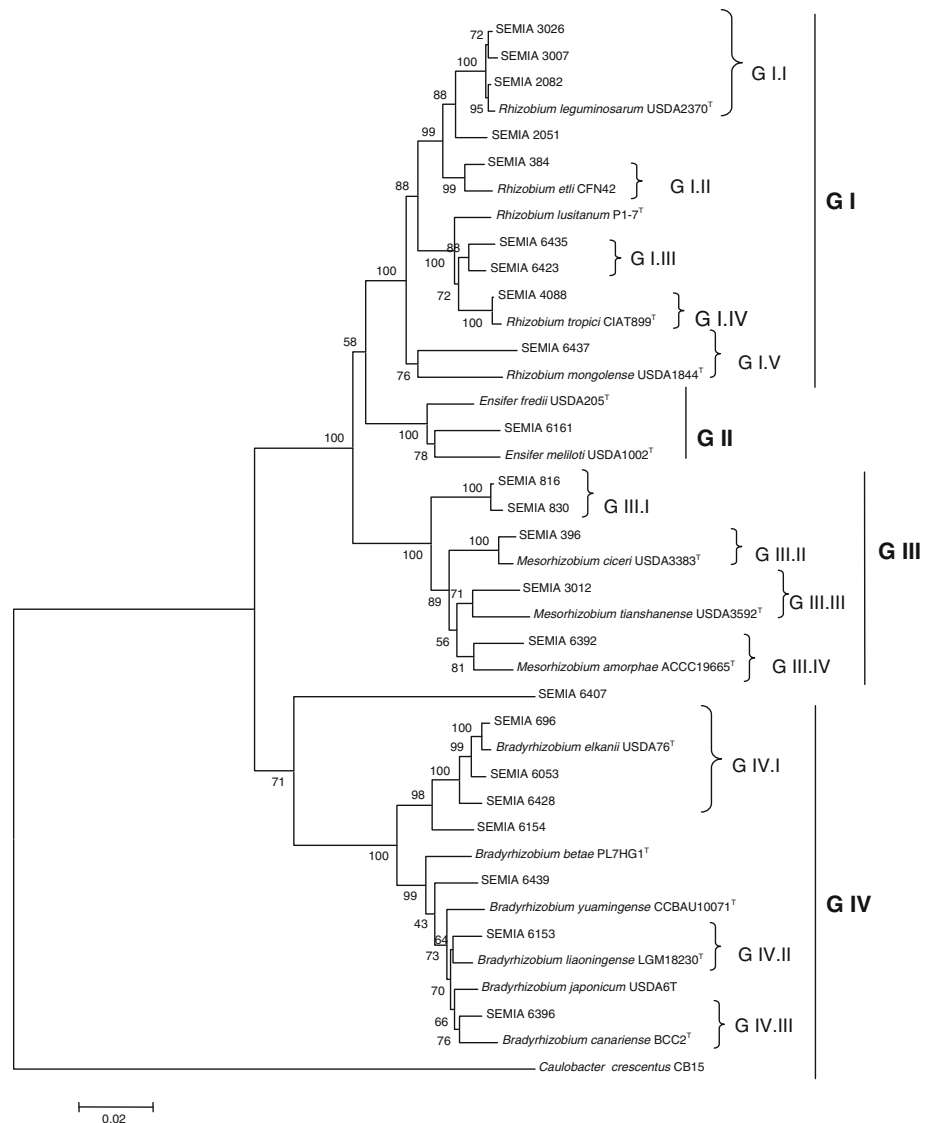 SEMIA 3026
72
SEMIA 3007
100
G I.I
SEMIA 2082
88
95
Rhizobium leguminosarum USDA2370T
99
SEMIA 2051
SEMIA 384
88
99
Rhizobium etli CFN42
G I.II
G I
Rhizobium lusitanum P1-7T
88
SEMIA 6435
100
G I.III
100
SEMIA 6423
72
SEMIA 4088
100
Rhizobium tropici CIAT899T
G I.IV
58
SEMIA 6437
G I.V
76
Rhizobium mongolense USDA1844T
Ensifer fredii USDA205T
100
SEMIA 6161
G II
100
78
Ensifer meliloti USDA1002T
100
SEMIA 816
SEMIA 830
G III.I
SEMIA 396
100
100
Mesorhizobium ciceri USDA3383T
G III.II
G III
89
71
SEMIA 3012
G III.III
Mesorhizobium tianshanense USDA3592T
56
SEMIA 6392
81
Mesorhizobium amorphae ACCC19665T
G III.IV
SEMIA 6407
SEMIA 696
100
99
Bradyrhizobium elkanii USDA76T
G IV.I
100
SEMIA 6053
71
98
SEMIA 6428
SEMIA 6154
100
Bradyrhizobium betae PL7HG1T
99
SEMIA 6439
43
Bradyrhizobium yuamingense CCBAU10071T
G IV
64
SEMIA 6153
73
G IV.II
Bradyrhizobium liaoningense LGM18230T
70
Bradyrhizobium japonicum USDA6T
66
SEMIA 6396
G IV.III
76
Bradyrhizobium canariense BCC2T
Caulobacter crescentus CB15
0.02